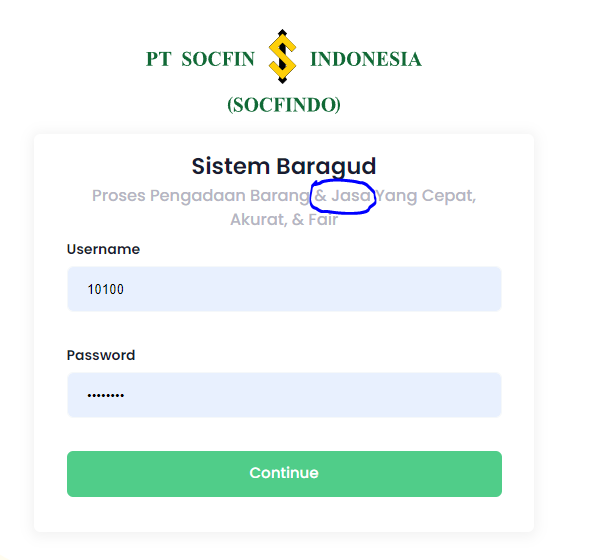 PT SOCFIN INDONESIA
(SOCFINDO)
Sistem Baragud
Proses Pengadaan Barang & Jasa Yang Cepat,
Akurat, & Fair
Username
10100
Password
••••••••
Continue